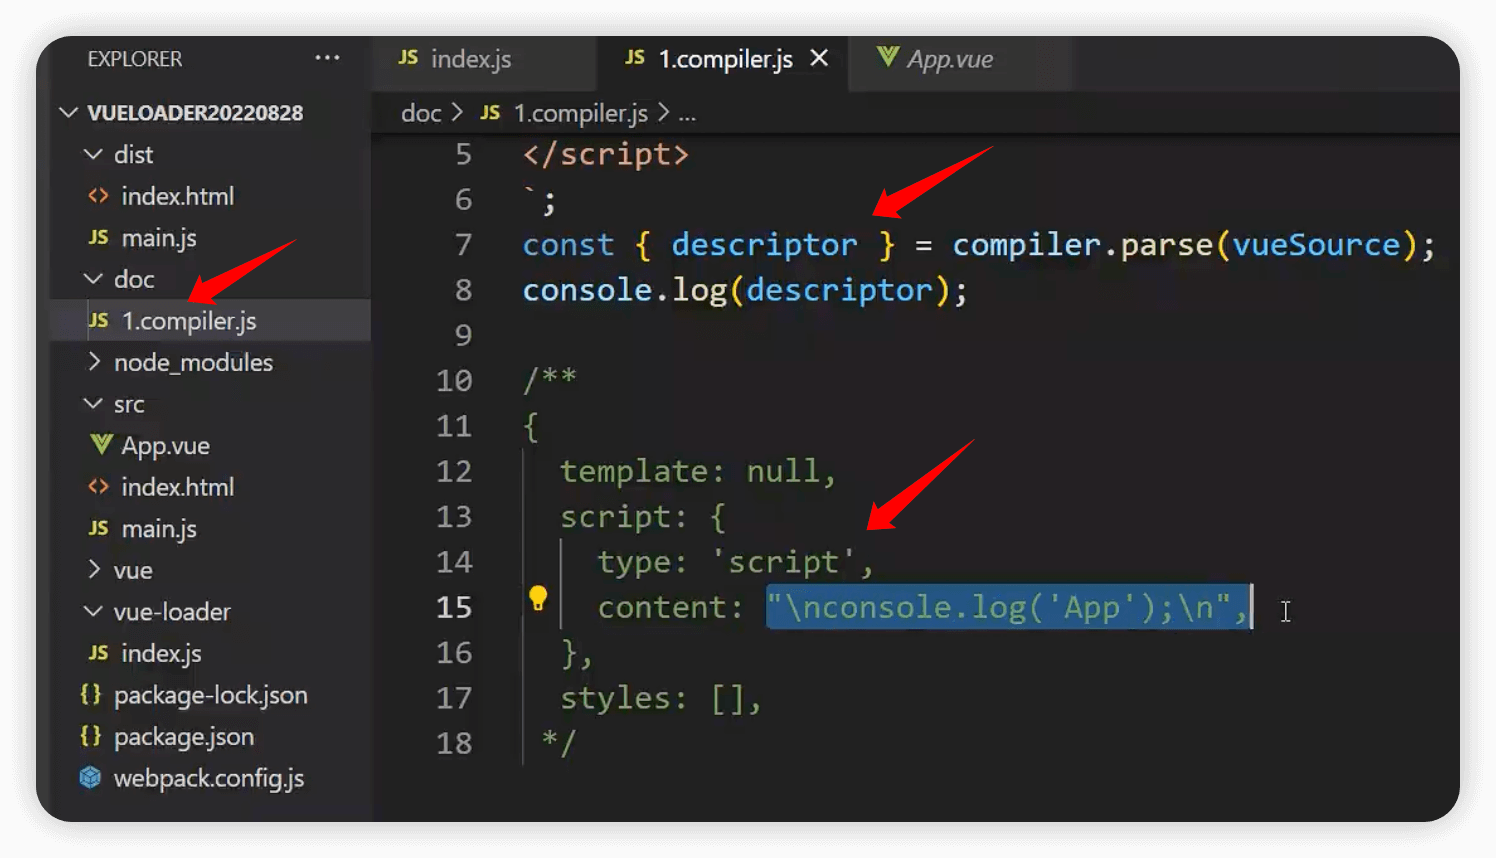 EXPLORER ...
JS index.js
JS 1.compiler.js ×
App.vue
VUELOADER20220828
doc > JS 1.compiler.js > ...
dist
<> index.html
JS main.js
doc
JS 1.compiler.js
node_modules
src
App.vue
<> index.html
JS main.js
vue
vue-loader
JS index.js
{} package-lock.json
{} package.json
webpack.config.js
5 </script>
6 `;
7 const { descriptor } = compiler.parse(vueSource);
8 console.log(descriptor);
9
10 /**
11 {
12 template: null,
13 script: {
14 type: 'script',
15 content: "\nconsole.log('App');\n",
16 },
17 styles: [],
18 */